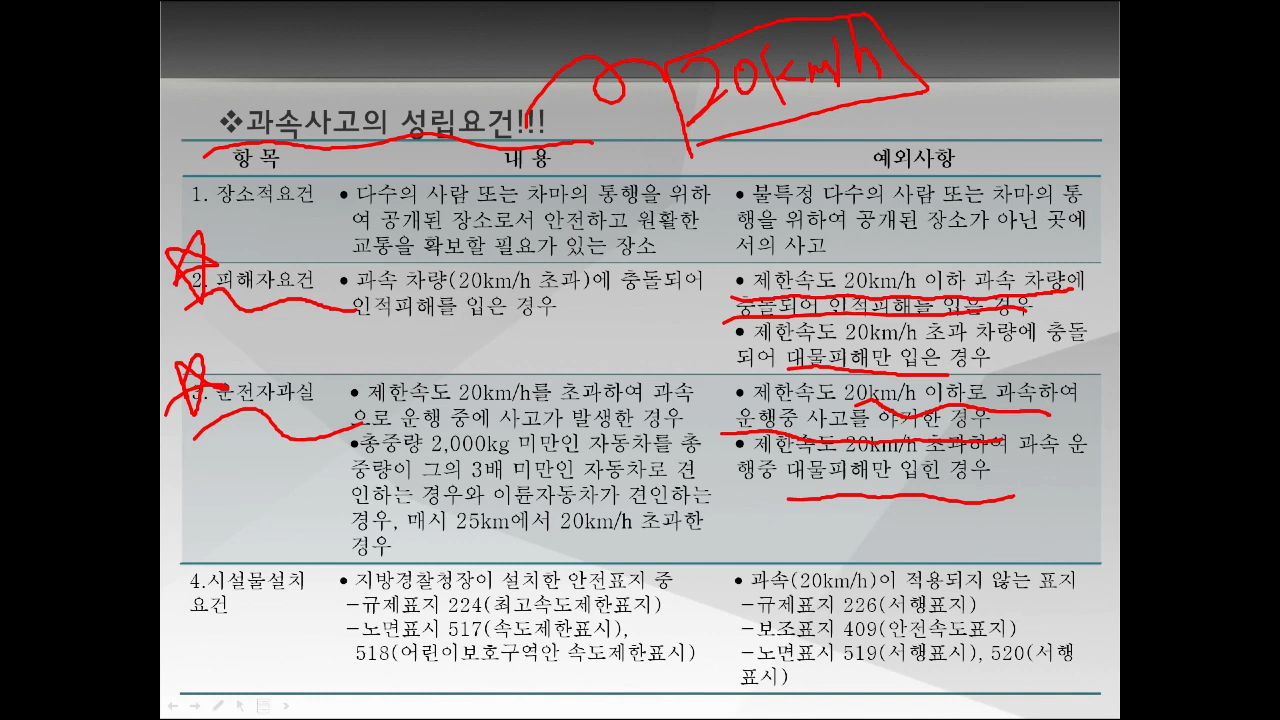 20km/h
❖과속사고의 성립요건!!!
항목 내용 예외사항
1. 장소적요건
• 다수의 사람 또는 차마의 통행을 위하
여 공개된 장소로서 안전하고 원활한
교통을 확보할 필요가 있는 장소
• 불특정 다수의 사람 또는 차마의 통
행을 위하여 공개된 장소가 아닌 곳에
서의 사고
2. 피해자요건
• 과속 차량(20km/h 초과)에 충돌되어
인적피해를 입은 경우
• 제한속도 20km/h 이하 과속 차량에
충돌되어 인적피해를 입은 경우
• 제한속도 20km/h 초과 차량에 충돌
되어 대물피해만 입은 경우
3. 운전자과실
• 제한속도 20km/h를 초과하여 과속
으로 운행 중에 사고가 발생한 경우
•총중량 2,000kg 미만인 자동차를 총
중량이 그의 3배 미만인 자동차로 견
인하는 경우와 이륜자동차가 견인하는
경우, 매시 25km에서 20km/h 초과한
경우
• 제한속도 20km/h 이하로 과속하여
운행중 사고를 야기한 경우
• 제한속도 20km/h 초과하여 과속 운
행중 대물피해만 입힌 경우
4.시설물설치
요건
• 지방경찰청장이 설치한 안전표지 중
-규제표지 224(최고속도제한표지)
-노면표시 517(속도제한표시),
518(어린이보호구역안 속도제한표시)
• 과속(20km/h)이 적용되지 않는 표지
-규제표지 226(서행표지)
-보조표지 409(안전속도표지)
-노면표시 519(서행표시), 520(서행
표시)